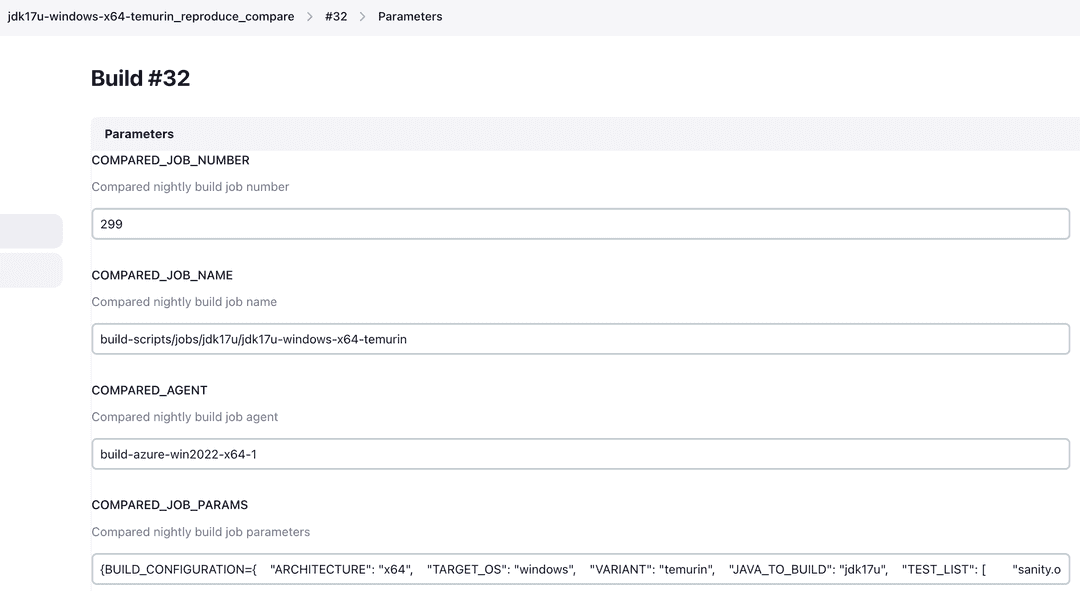 jdk17u-windows-x64-temurin_reproduce_compare > #32 > Parameters
Build #32
Parameters
COMPARED_JOB_NUMBER
Compared nightly build job number
299
COMPARED_JOB_NAME
Compared nightly build job name
build-scripts/jobs/jdk17u/jdk17u-windows-x64-temurin
COMPARED_AGENT
Compared nightly build job agent
build-azure-win2022-x64-1
COMPARED_JOB_PARAMS
Compared nightly build job parameters
{BUILD_CONFIGURATION={    "ARCHITECTURE": "x64",    "TARGET_OS": "windows",    "VARIANT": "temurin",    "JAVA_TO_BUILD": "jdk17u",    "TEST_LIST": [        "sanity.o